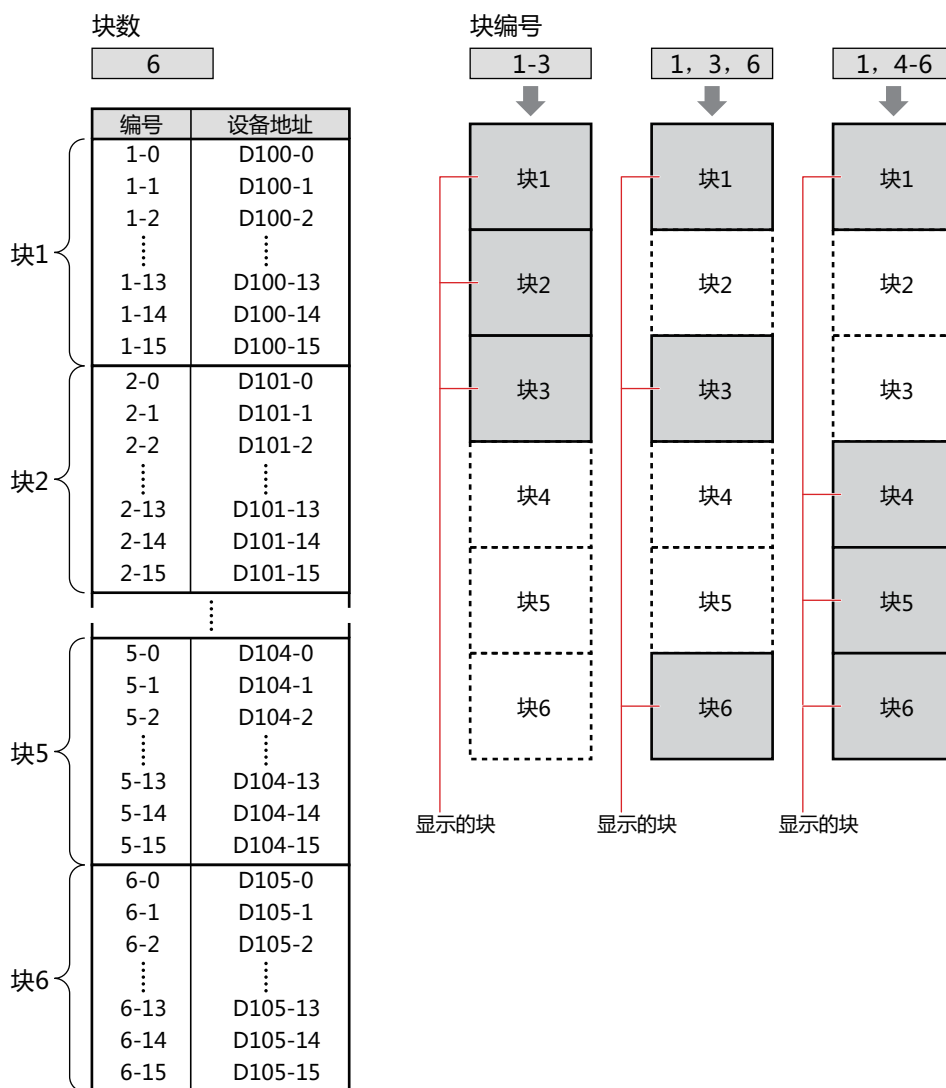 块数
6
编号 设备地址
块1
1-0 D100-0
1-1 D100-1
1-2 D100-2
1-13 D100-13
1-14 D100-14
1-15 D100-15
块2
2-0 D101-0
2-1 D101-1
2-2 D101-2
2-13 D101-13
2-14 D101-14
2-15 D101-15
块5
5-0 D104-0
5-1 D104-1
5-2 D104-2
5-13 D104-13
5-14 D104-14
5-15 D104-15
块6
6-0 D105-0
6-1 D105-1
6-2 D105-2
6-13 D105-13
6-14 D105-14
6-15 D105-15
块编号
1-3
块1
块2
块3
块4
块5
块6
显示的块
1，3，6
块1
块2
块3
块4
块5
块6
显示的块
1，4-6
块1
块2
块3
块4
块5
块6
显示的块